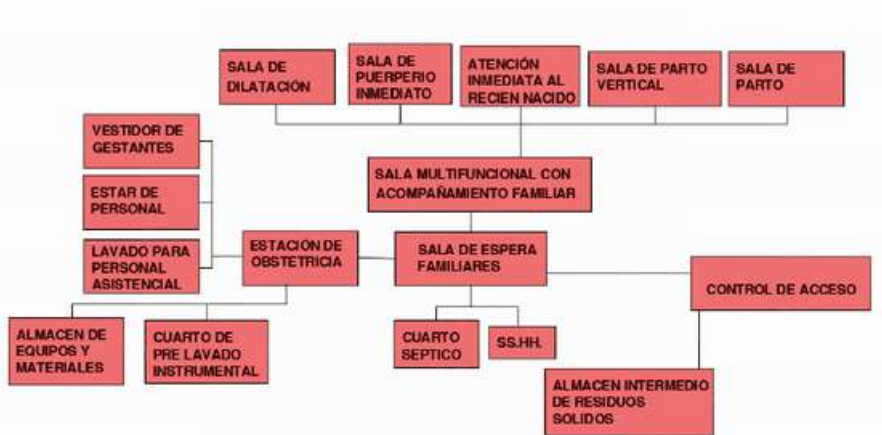 SALA DE
DILATACIÓN
SALA DE
PUERPERIO
INMEDIATO
ATENCIÓN
INMEDIATA AL
RECIEN NACIDO
SALA DE PARTO
VERTICAL
SALA DE
PARTO
VESTIDOR DE
GESTANTES
SALA MULTIFUNCIONAL CON
ACOMPAÑAMIENTO FAMILIAR
ESTAR DE
PERSONAL
LAVADO PARA
PERSONAL
ASISTENCIAL
ESTACIÓN DE
OBSTETRICIA
SALA DE ESPERA
FAMILIARES
CONTROL DE ACCESO
ALMACEN DE
EQUIPOS Y
MATERIALES
CUARTO DE
PRE LAVADO
INSTRUMENTAL
CUARTO
SEPTICO
SS.HH.
ALMACEN INTERMEDIO
DE RESIDUOS
SOLIDOS